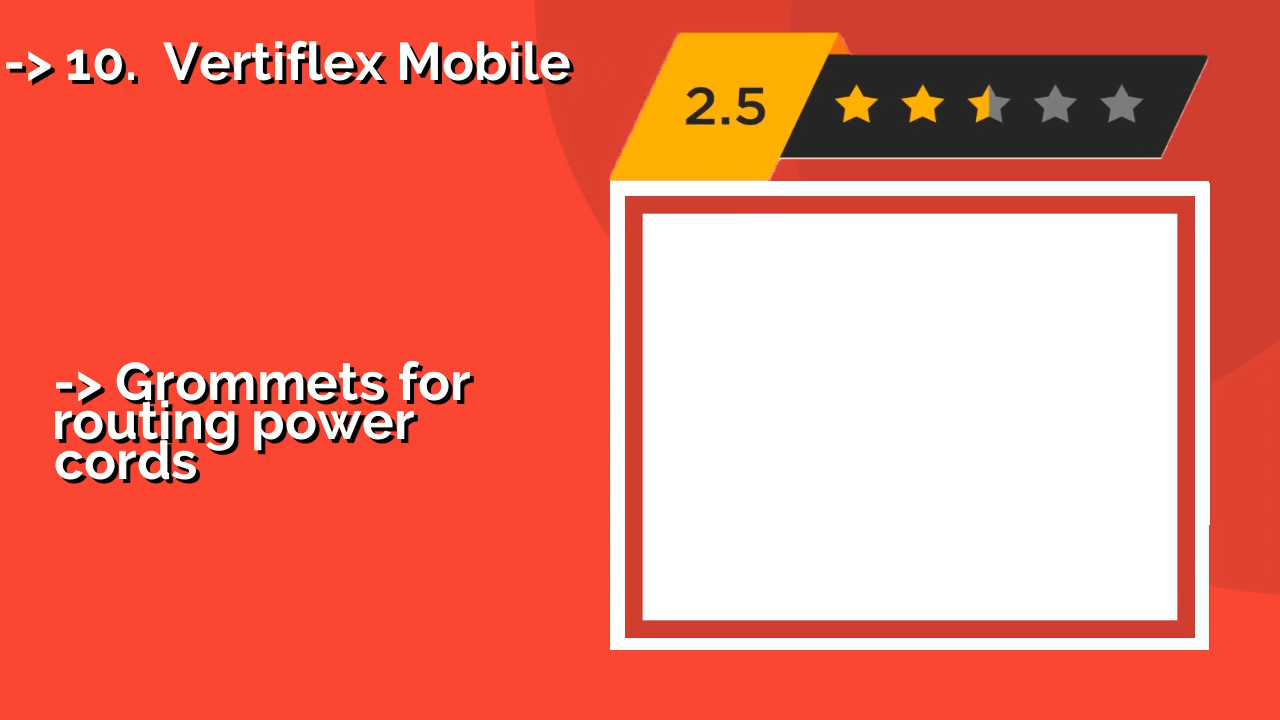 -> 10.  Vertiflex Mobile
2.5
-> Grommets for
routing power
cords